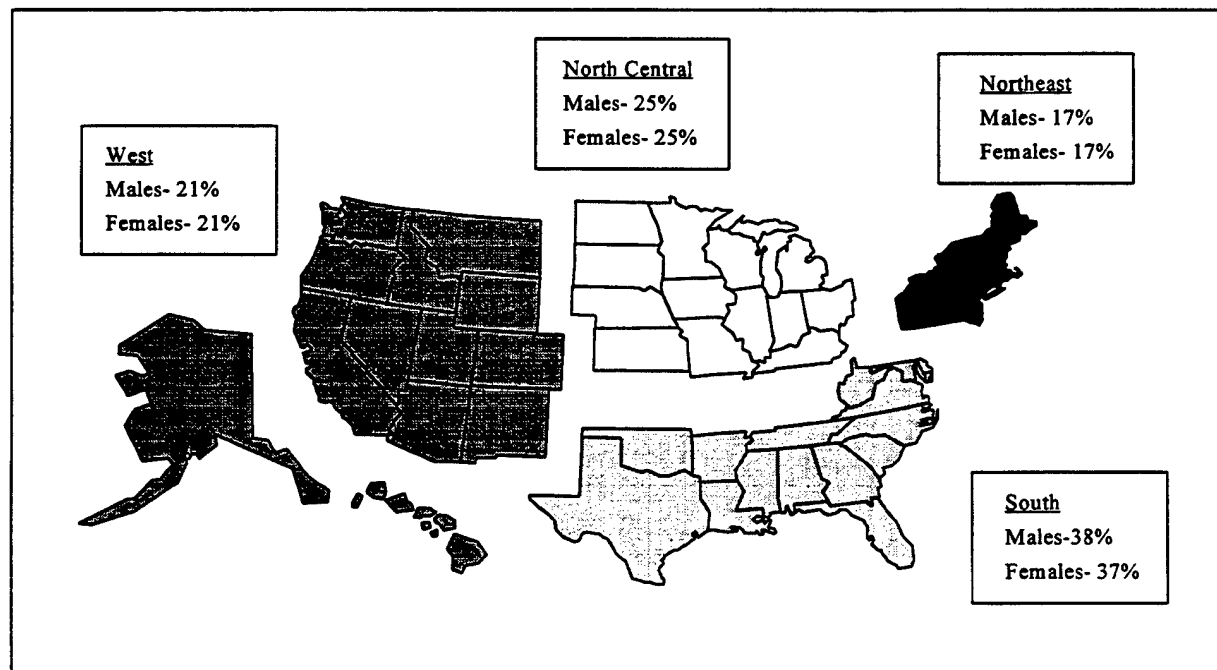 North Central
Males- 25%
Females- 25%
Northeast
Males- 17%
Females- 17%
West
Males- 21%
Females- 21%
South
Males-38%
Females- 37%